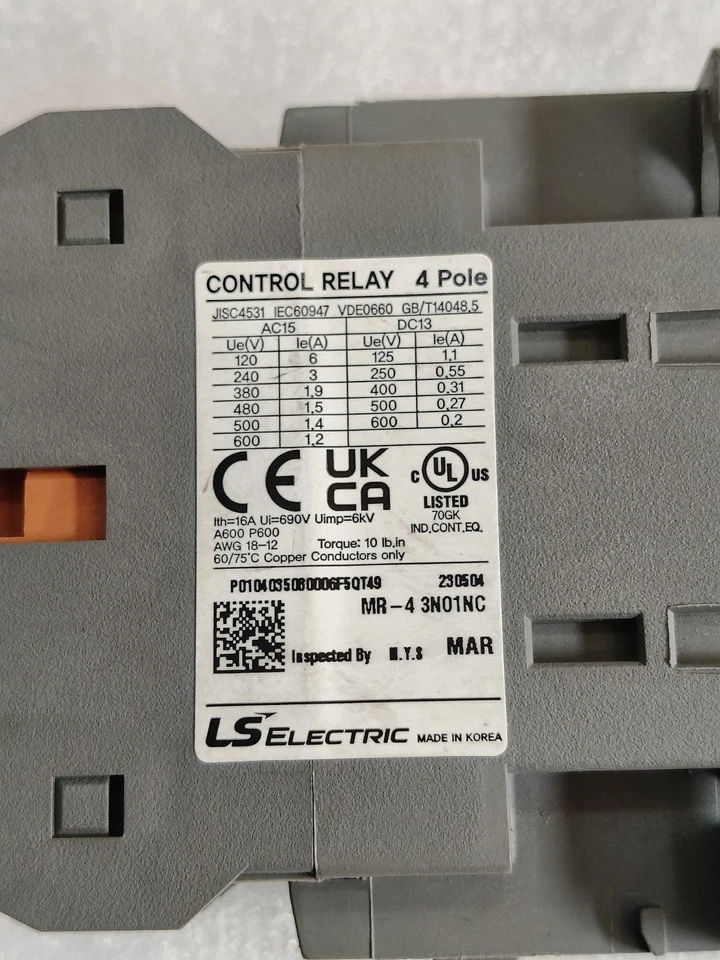 CONTROL RELAY 4 Pole
JISC4531 IEC60947 VDE0660 GB/T14048.5
AC15 DC13
Ue(V) Ie(A) Ue(V) Ie(A)
120 6 125 1.1
240 3 250 0.55
380 1.9 400 0.31
480 1.5 500 0.27
500 1.4 600 0.2
600 1.2
CE UK CA C UL US
LISTED
70GK
IND.CONT.EQ.
Ith=16A Ui=690V Uimp=6kV
A600 P600
AWG 18-12 Torque: 10 lb.in
60/75°C Copper Conductors only
230504
MR-4 3NO1NC
Inspected By M.Y.S MAR
LS ELECTRIC MADE IN KOREA